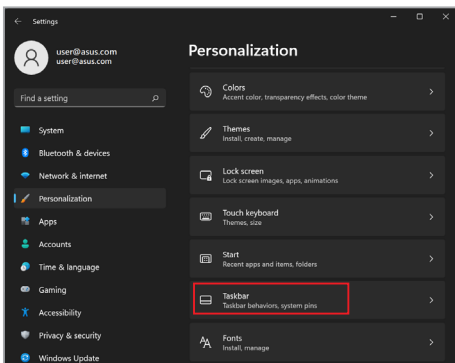 Settings
user@asus.com
user@asus.com
Find a setting
System
Bluetooth & devices
Network & internet
Personalization
Apps
Accounts
Time & language
Gaming
Accessibility
Privacy & security
Windows Update
Personalization
Colors
Accent color, transparency effects, color theme
Themes
Install, create, manage
Lock screen
Lock screen images, apps, animations
Touch keyboard
Themes, size
Start
Recent apps and items, folders
Taskbar
Taskbar behaviors, system pins
Fonts
Install, manage